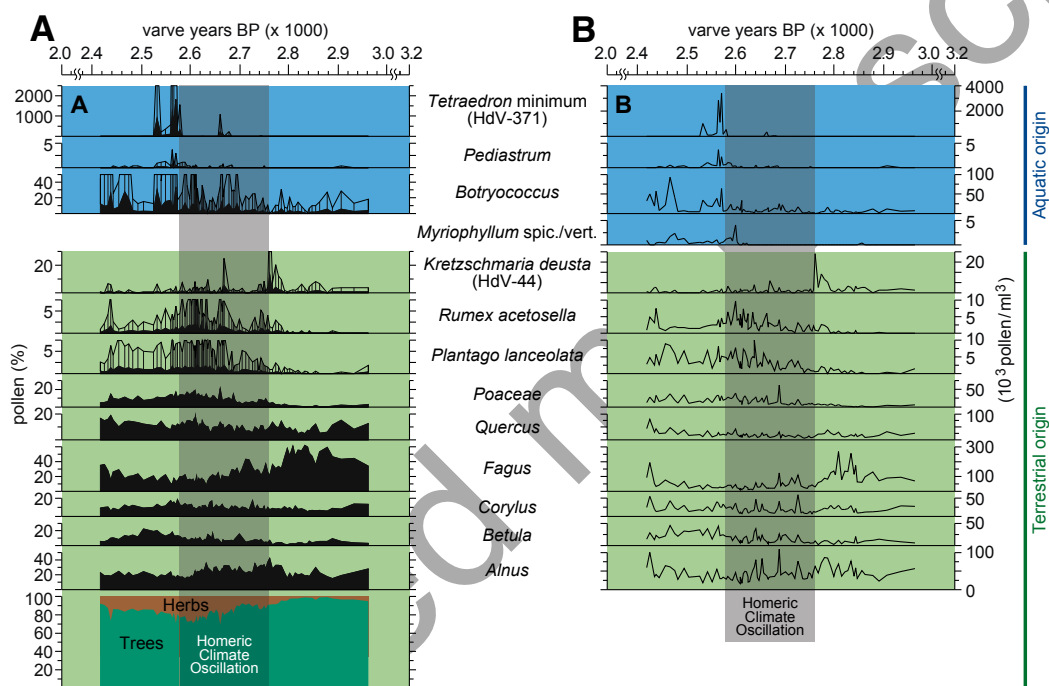 A
B
varve years BP (x 1000)
varve years BP (x 1000)
2.0 2.4 2.5 2.6 2.7 2.8 2.9 3.0 3.2
2.0 2.4 2.5 2.6 2.7 2.8 2.9 3.0 3.2
A
B
2000
1000
Tetraedron minimum
(HdV-371)
4000
2000
5
Pediastrum
5
40
20
Botryococcus
100
50
Myriophyllum spic./vert.
5
20
Kretzschmaria deusta
(HdV-44)
20
5
Rumex acetosella
10
5
5
Plantago lanceolata
10
5
20
Poaceae
50
20
Quercus
100
40
20
Fagus
300
100
20
Corylus
50
20
Betula
50
40
20
Alnus
100
0
pollen (%)
(10³ pollen/ml³)
Aquatic origin
Terrestrial origin
100
80
60
40
20
Herbs
Trees
Homeric
Climate
Oscillation
Homeric
Climate
Oscillation
ed m
sc